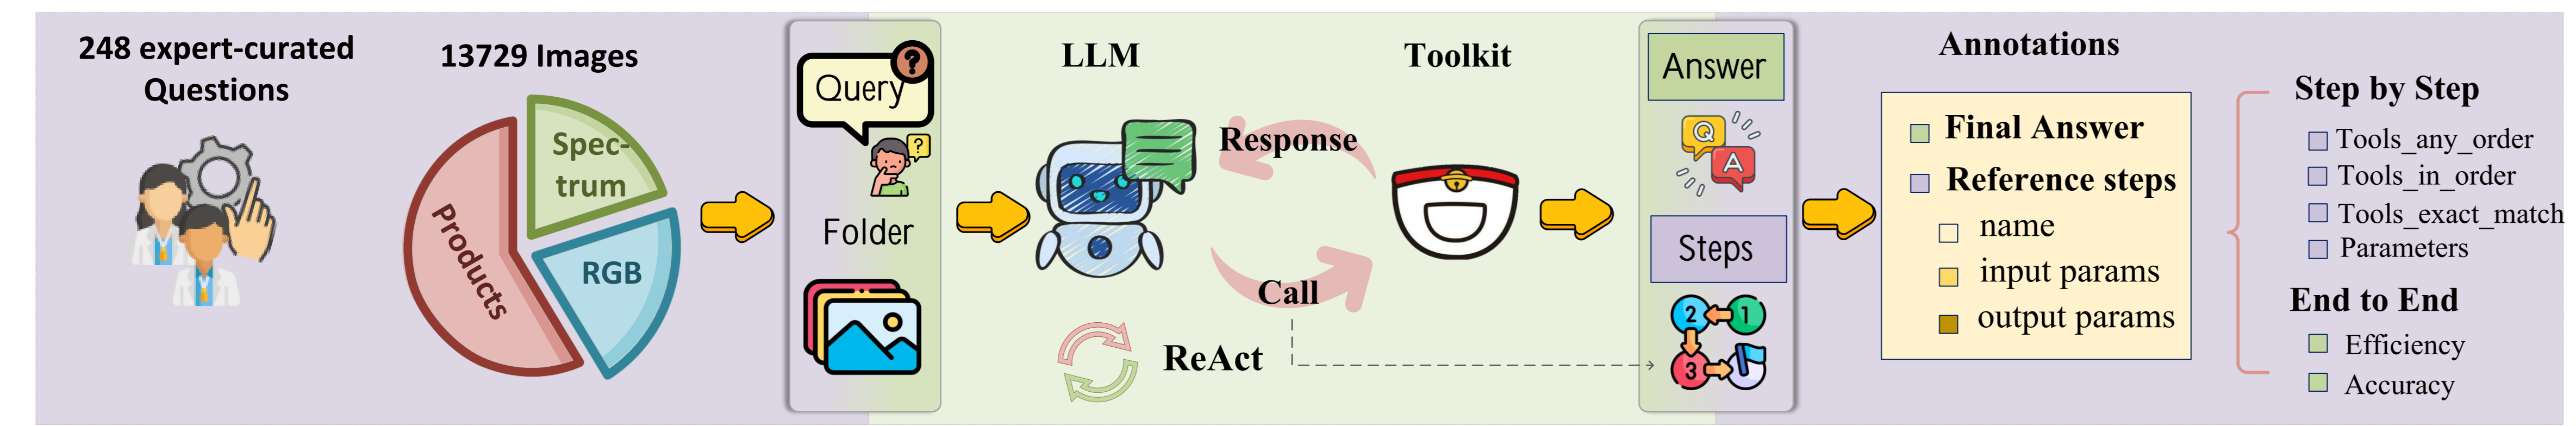 248 expert-curated
Questions
13729 Images
Spec-
trum
Products
RGB
Query
?
?
Folder
LLM
Toolkit
Response
Call
ReAct
Answer
Q
A
Steps
2
1
3
Annotations
Final Answer
Reference steps
name
input params
output params
Step by Step
Tools_any_order
Tools_in_order
Tools_exact_match
Parameters
End to End
Efficiency
Accuracy